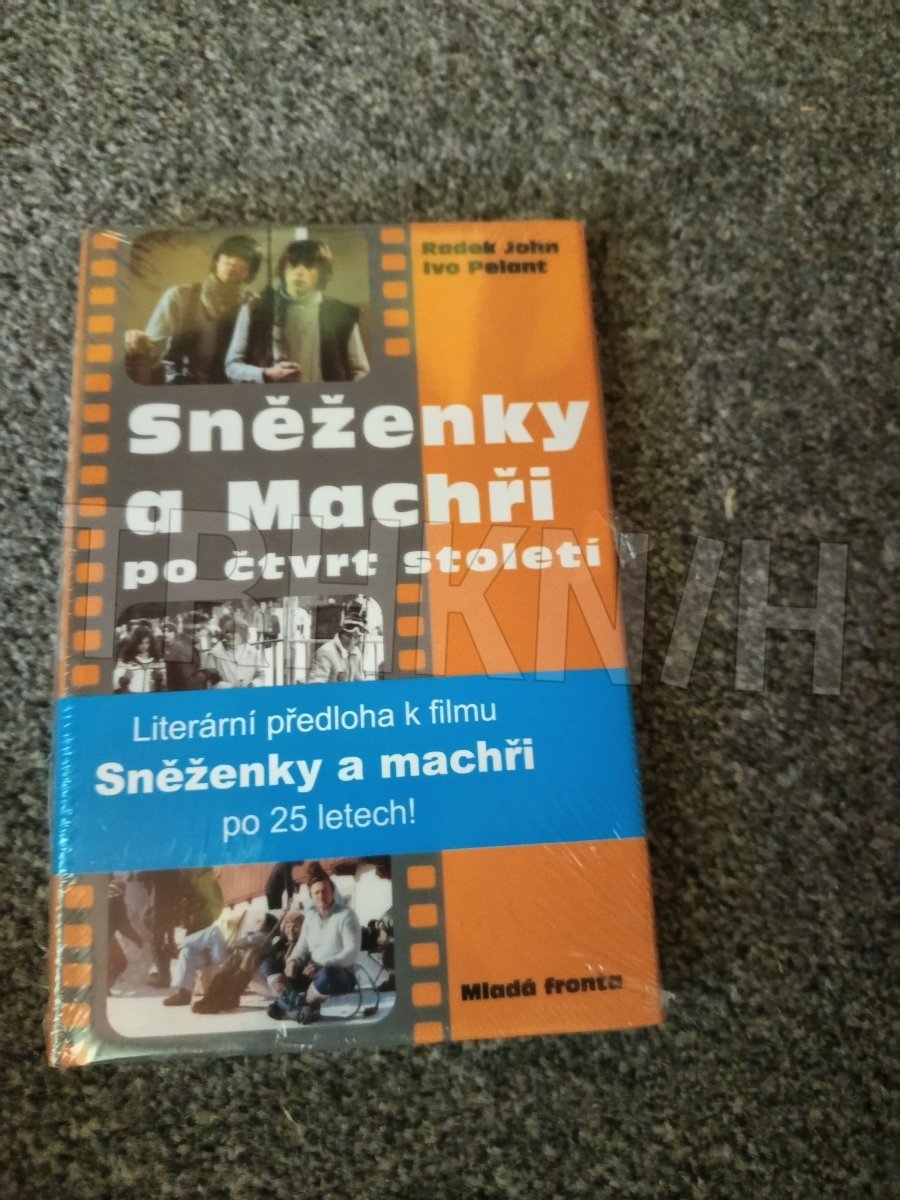 Radek John
Ivo Pelant
Sněženky
a Machři
po čtvrt století
Literární předloha k filmu
Sněženky a machři
po 25 letech!
Mladá fronta